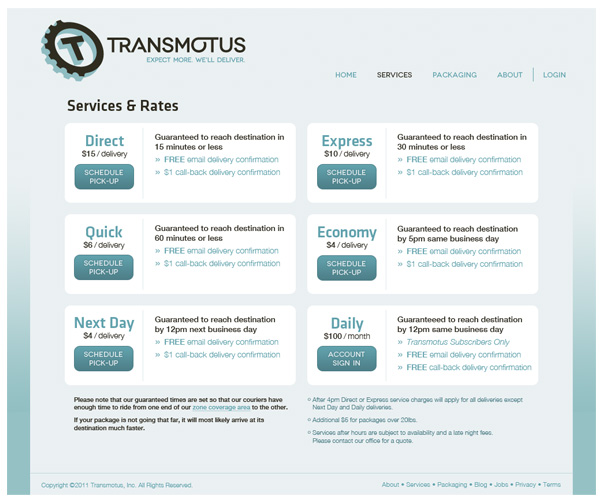 TRANSMOTUS
EXPECT MORE. WE'LL DELIVER.
HOME SERVICES PACKAGING ABOUT LOGIN
Services & Rates
Direct
$15 / delivery
SCHEDULE
PICK-UP
Guaranteed to reach destination in
15 minutes or less
» FREE email delivery confirmation
» $1 call-back delivery confirmation
Express
$10 / delivery
SCHEDULE
PICK-UP
Guaranteed to reach destination in
30 minutes or less
» FREE email delivery confirmation
» $1 call-back delivery confirmation
Quick
$6 / delivery
SCHEDULE
PICK-UP
Guaranteed to reach destination in
60 minutes or less
» FREE email delivery confirmation
» $1 call-back delivery confirmation
Economy
$4 / delivery
SCHEDULE
PICK-UP
Guaranteed to reach destination
by 5pm same business day
» FREE email delivery confirmation
» $1 call-back delivery confirmation
Next Day
$4 / delivery
SCHEDULE
PICK-UP
Guaranteed to reach destination
by 12pm next business day
» FREE email delivery confirmation
» $1 call-back delivery confirmation
Daily
$100 / month
ACCOUNT
SIGN IN
Guaranteeed to reach destination
by 12pm same business day
» Transmotus Subscribers Only
» FREE email delivery confirmation
» FREE call-back delivery confirmation
Please note that our guaranteed times are set so that our couriers have
enough time to ride from one end of our zone coverage area to the other.
If your package is not going that far, it will most likely arrive at its
destination much faster.
After 4pm Direct or Express service charges will apply for all deliveries except
Next Day and Daily deliveries.
Additional $5 for packages over 20lbs.
Services after hours are subject to availability and a late night fees.
Please contact our office for a quote.
Copyright ©2011 Transmotus, Inc. All Rights Reserved.
About • Services • Packaging • Blog • Jobs • Privacy • Terms